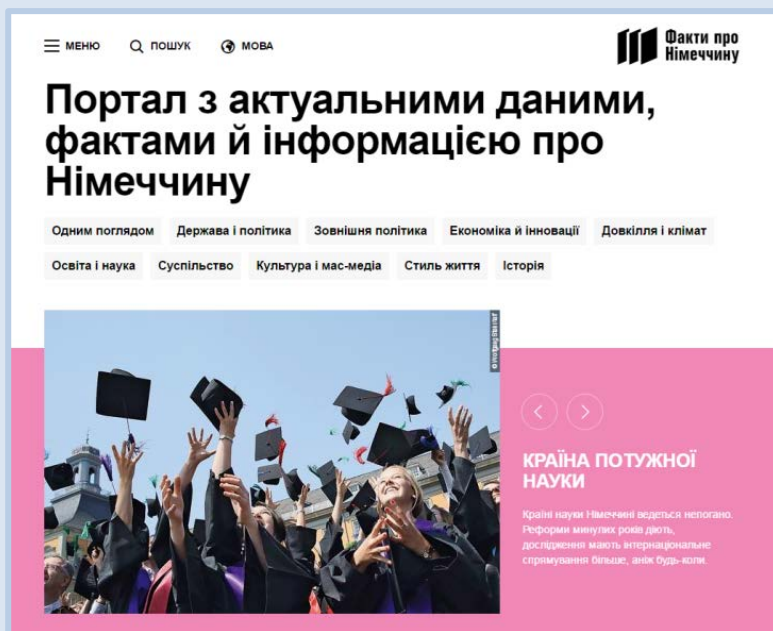 МЕНЮ ПОШУК МОВА
Факти про
Німеччину
Портал з актуальними даними,
фактами й інформацією про
Німеччину
Одним поглядом Держава і політика Зовнішня політика Економіка й інновації Довкілля і клімат
Освіта і наука Суспільство Культура і мас-медіа Стиль життя Історія
КРАЇНА ПОТУЖНОЇ
НАУКИ
Країні науки Німеччині ведеться непогано.
Реформи минулих років діють,
дослідження мають інтернаціональне
спрямування більше, аніж будь-коли.